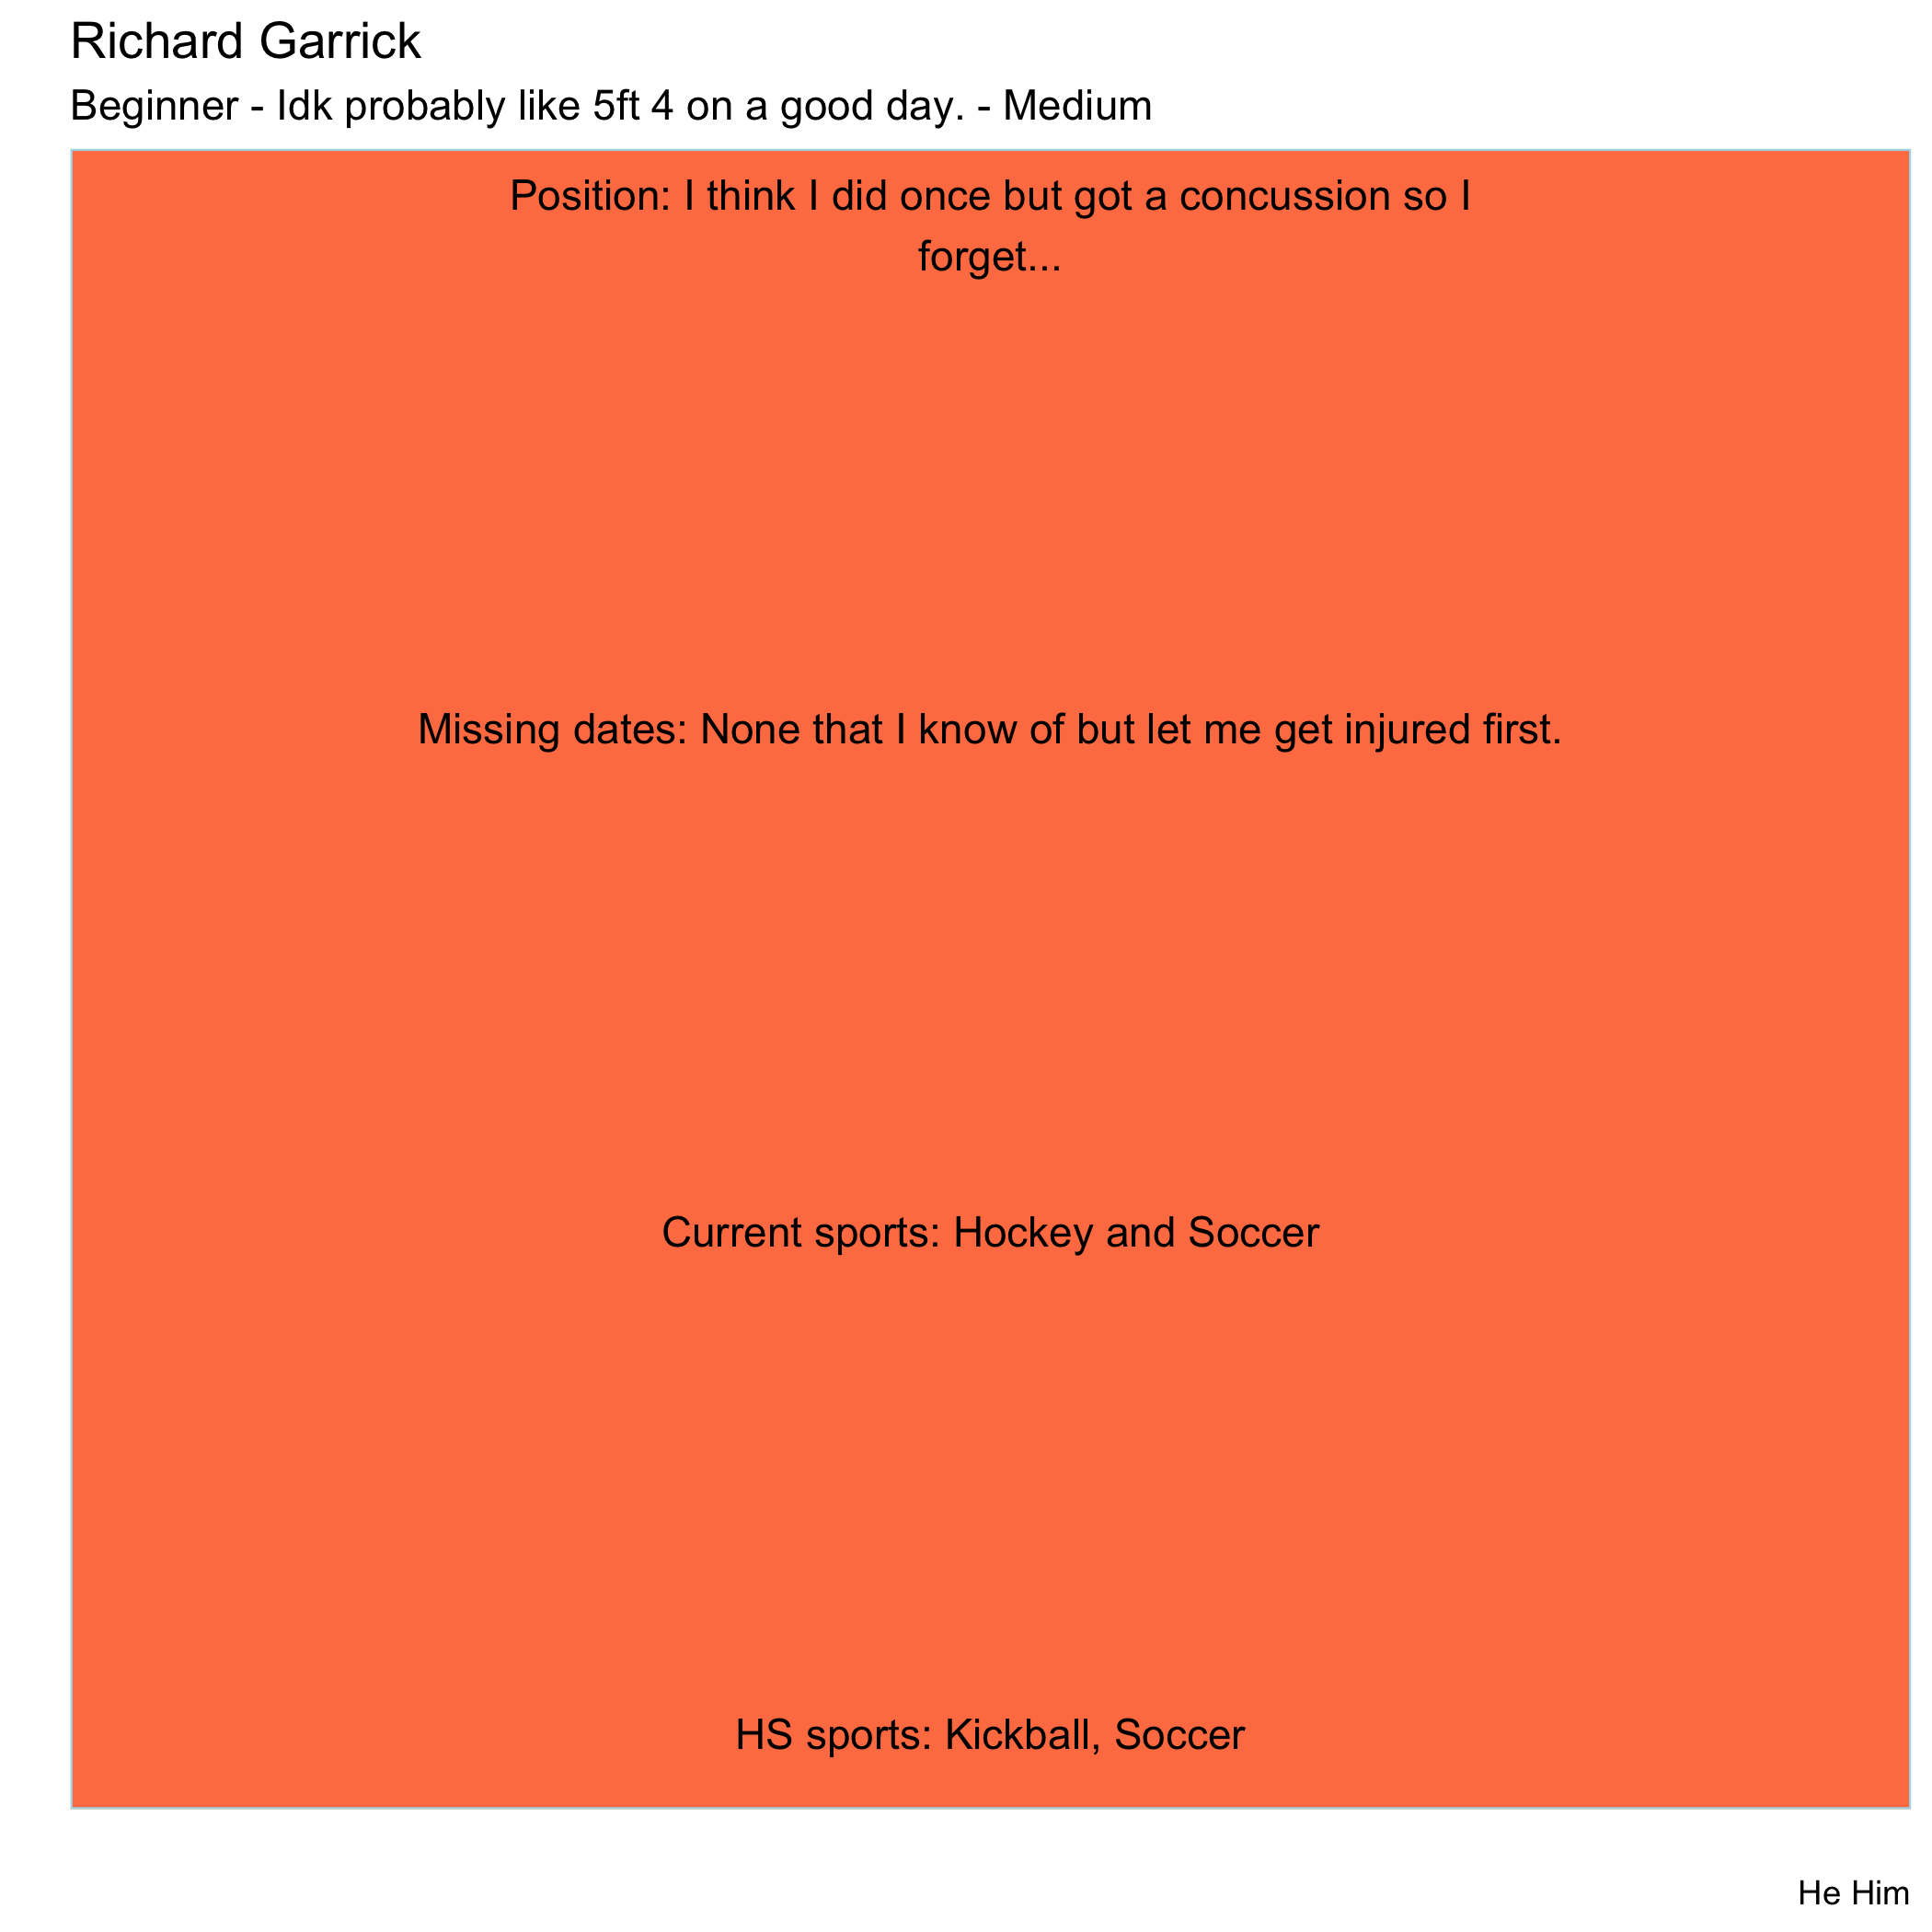 Richard Garrick
Beginner - Idk probably like 5ft 4 on a good day. - Medium
Position: I think I did once but got a concussion so I
forget...
Missing dates: None that I know of but let me get injured first.
Current sports: Hockey and Soccer
HS sports: Kickball, Soccer
He Him